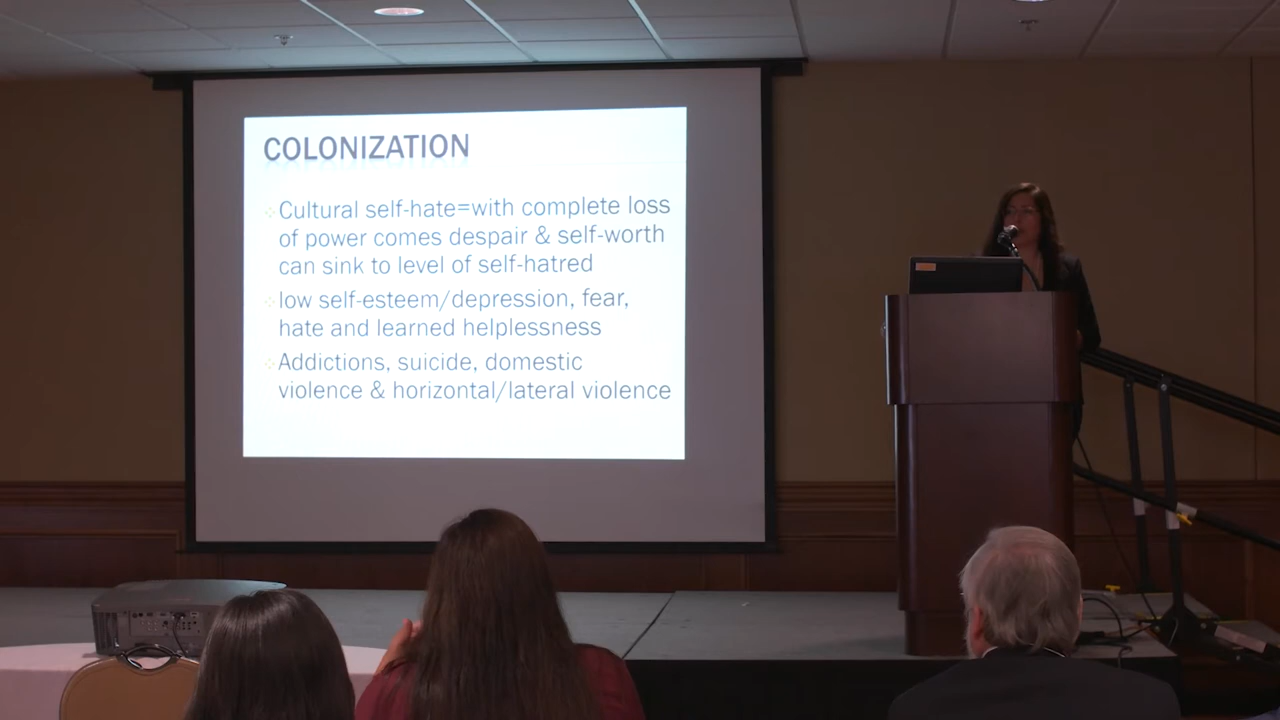 COLONIZATION
Cultural self-hate=with complete loss
of power comes despair & self-worth
can sink to level of self-hatred
low self-esteem/depression, fear,
hate and learned helplessness
Addictions, suicide, domestic
violence & horizontal/lateral violence